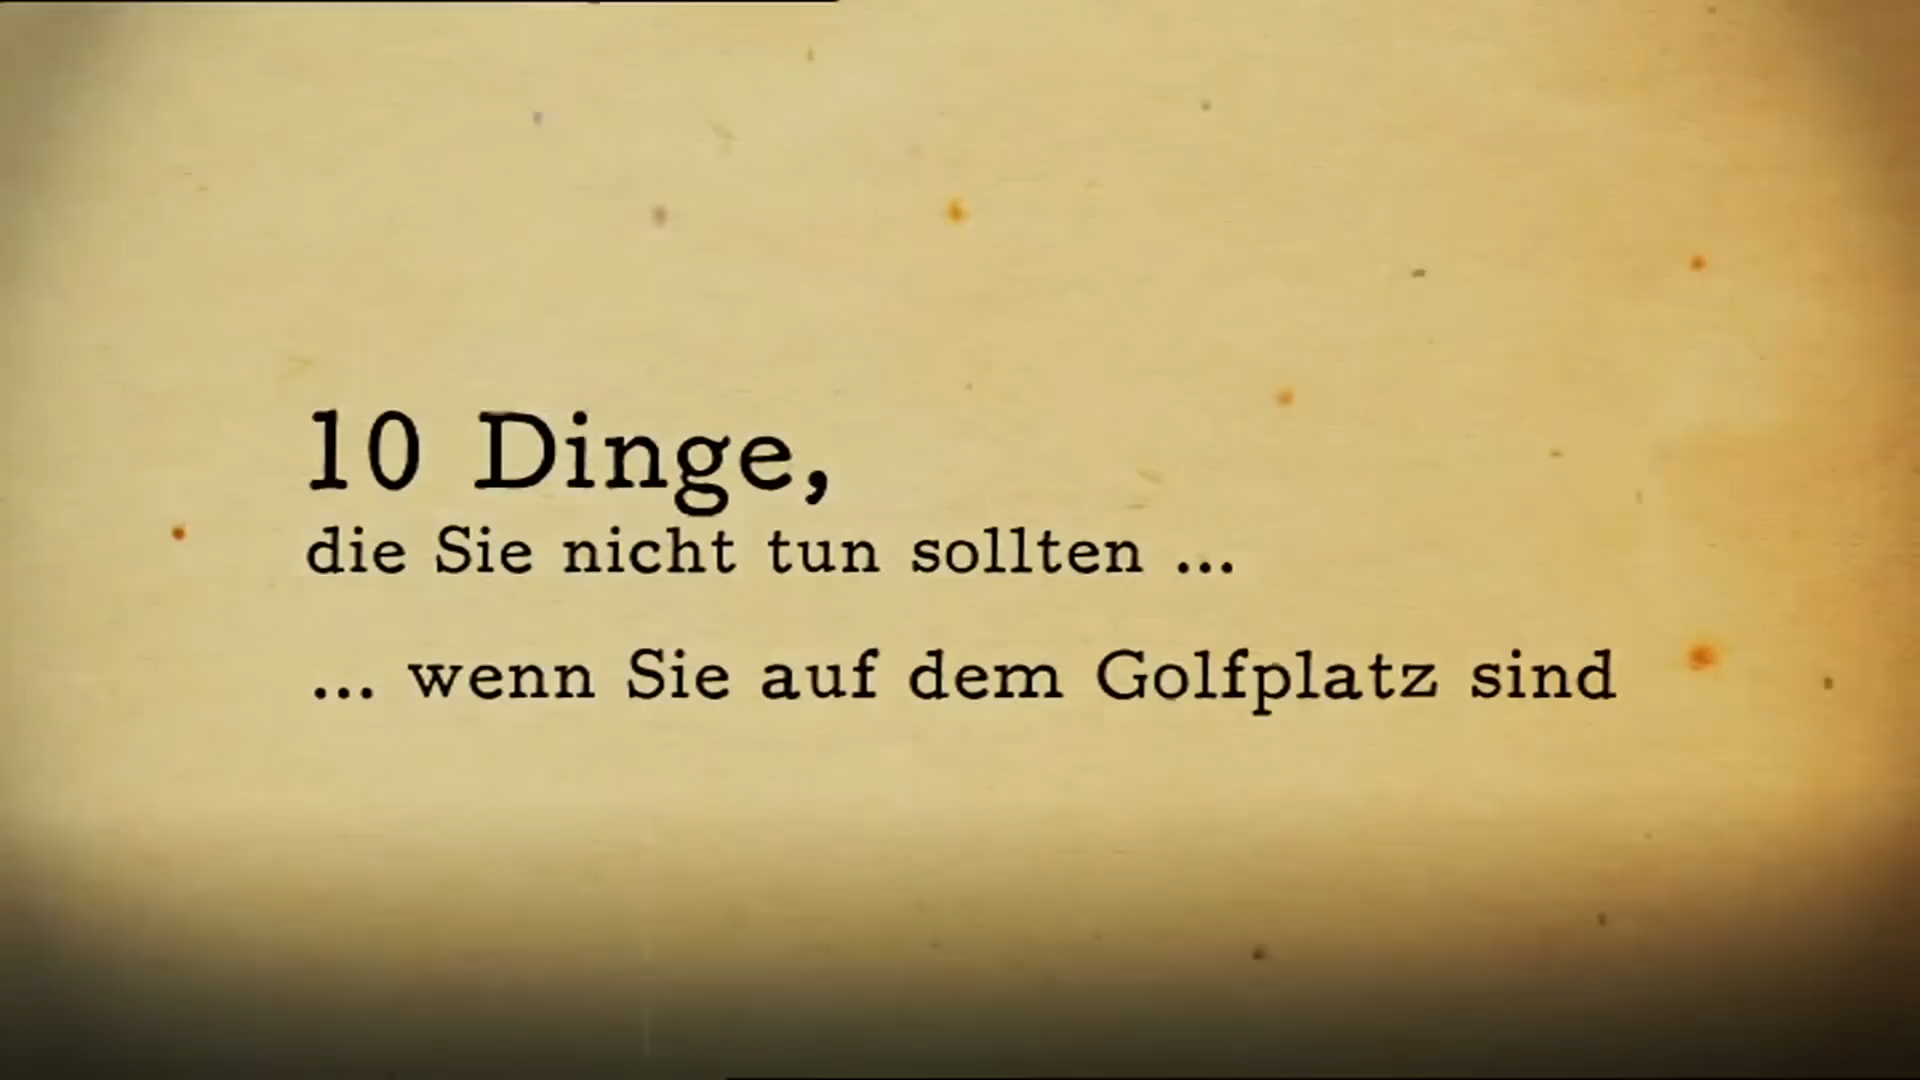 10 Dinge,
die Sie nicht tun sollten ...
... wenn Sie auf dem Golfplatz sind